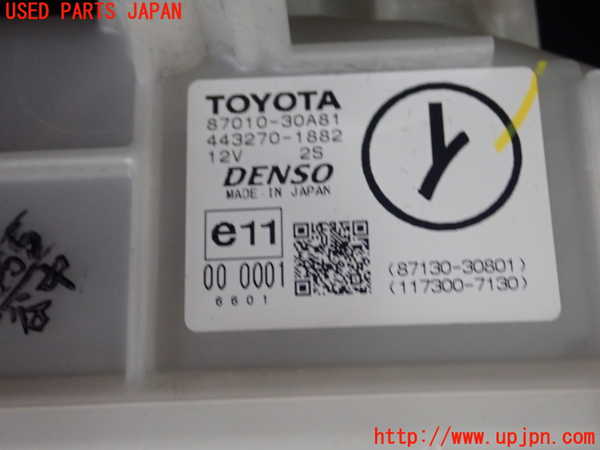 USED PARTS JAPAN
TOYOTA
87010-30A81
443270-1882
12V 2S
DENSO
MADE IN JAPAN
e11
00 0001
6601
(87130-30801)
(117300-7130)
www.upjpn.com